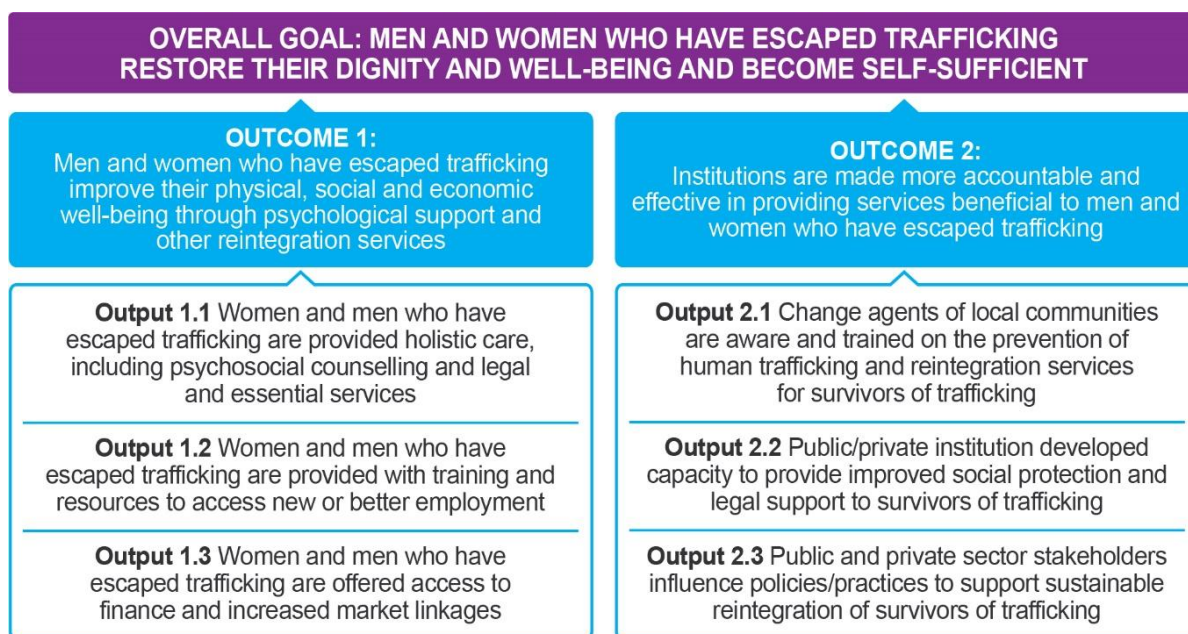 OVERALL GOAL: MEN AND WOMEN WHO HAVE ESCAPED TRAFFICKING
RESTORE THEIR DIGNITY AND WELL-BEING AND BECOME SELF-SUFFICIENT
OUTCOME 1:
Men and women who have escaped trafficking
improve their physical, social and economic
well-being through psychological support and
other reintegration services
Output 1.1 Women and men who have
escaped trafficking are provided holistic care,
including psychosocial counselling and legal
and essential services
Output 1.2 Women and men who have
escaped trafficking are provided with training and
resources to access new or better employment
Output 1.3 Women and men who have
escaped trafficking are offered access to
finance and increased market linkages
OUTCOME 2:
Institutions are made more accountable and
effective in providing services beneficial to men and
women who have escaped trafficking
Output 2.1 Change agents of local communities
are aware and trained on the prevention of
human trafficking and reintegration services
for survivors of trafficking
Output 2.2 Public/private institution developed
capacity to provide improved social protection and
legal support to survivors of trafficking
Output 2.3 Public and private sector stakeholders
influence policies/practices to support sustainable
reintegration of survivors of trafficking